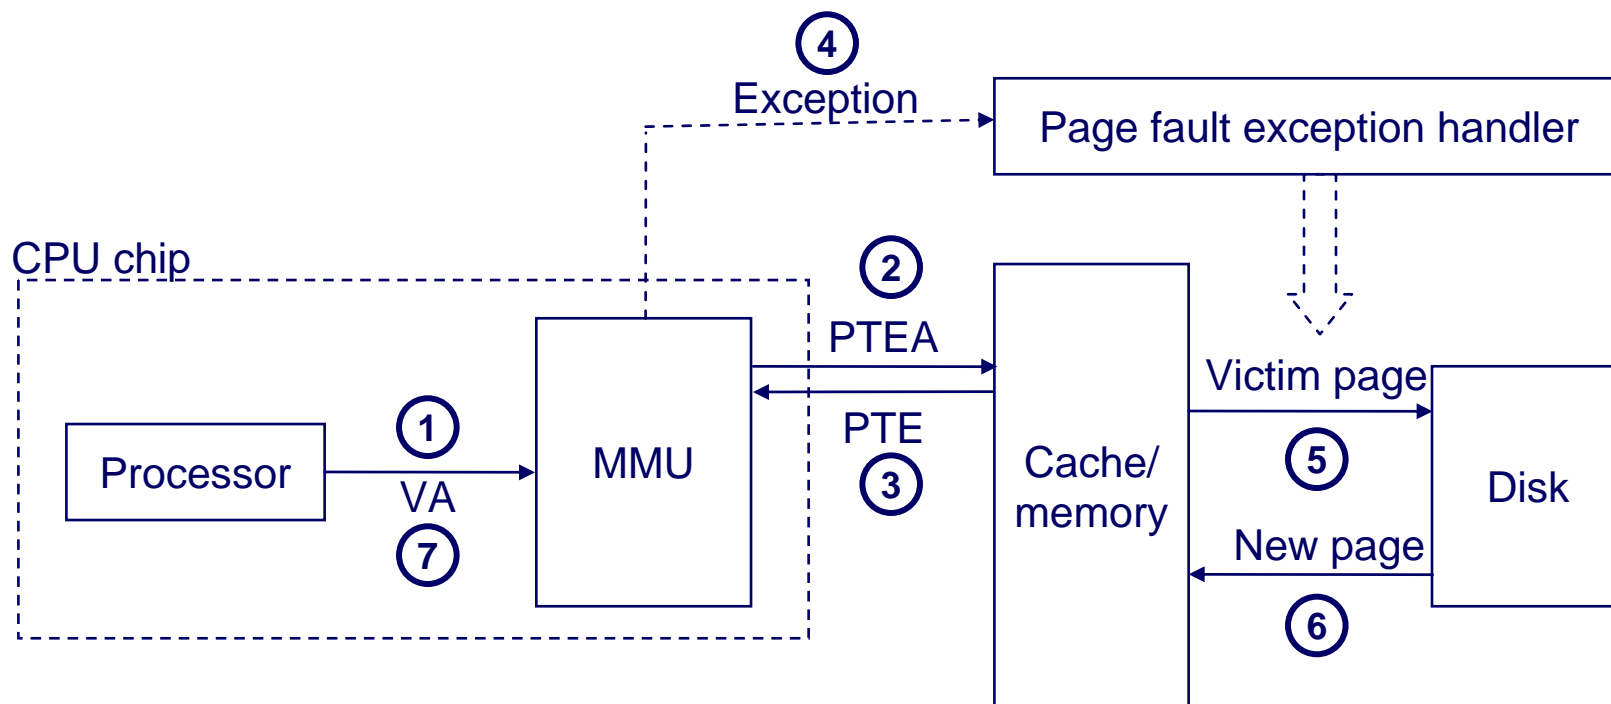 4
Exception
Page fault exception handler
CPU chip
2
PTEA
Victim page
1
Processor
VA
7
MMU
PTE
3
Cache/
memory
5
Disk
New page
6